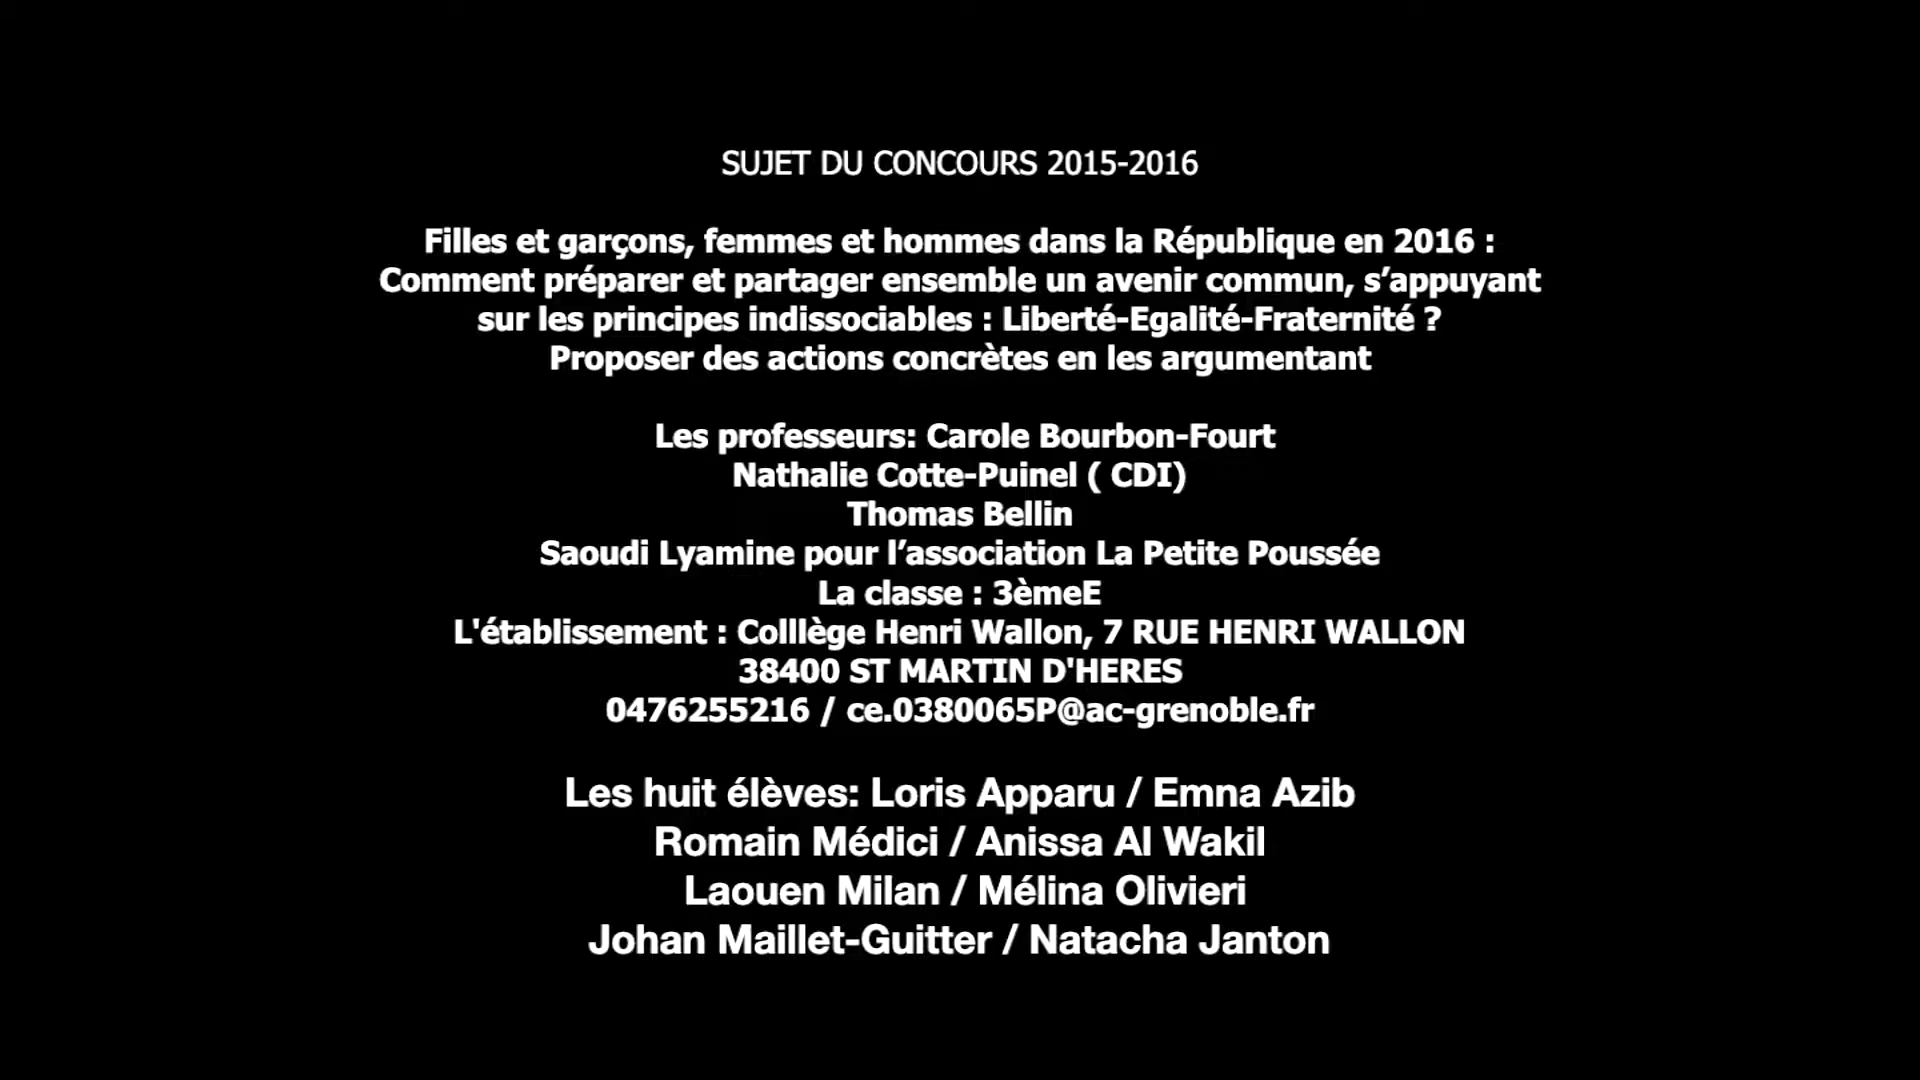 SUJET DU CONCOURS 2015-2016
Filles et garçons, femmes et hommes dans la République en 2016 :
Comment préparer et partager ensemble un avenir commun, s’appuyant
sur les principes indissociables : Liberté-Egalité-Fraternité ?
Proposer des actions concrètes en les argumentant
Les professeurs: Carole Bourbon-Fourt
Nathalie Cotte-Puinel ( CDI)
Thomas Bellin
Saoudi Lyamine pour l’association La Petite Poussée
La classe : 3èmeE
L'établissement : Colllège Henri Wallon, 7 RUE HENRI WALLON
38400 ST MARTIN D'HERES
0476255216 / ce.0380065P@ac-grenoble.fr
Les huit élèves: Loris Apparu / Emna Azib
Romain Médici / Anissa Al Wakil
Laouen Milan / Mélina Olivieri
Johan Maillet-Guitter / Natacha Janton